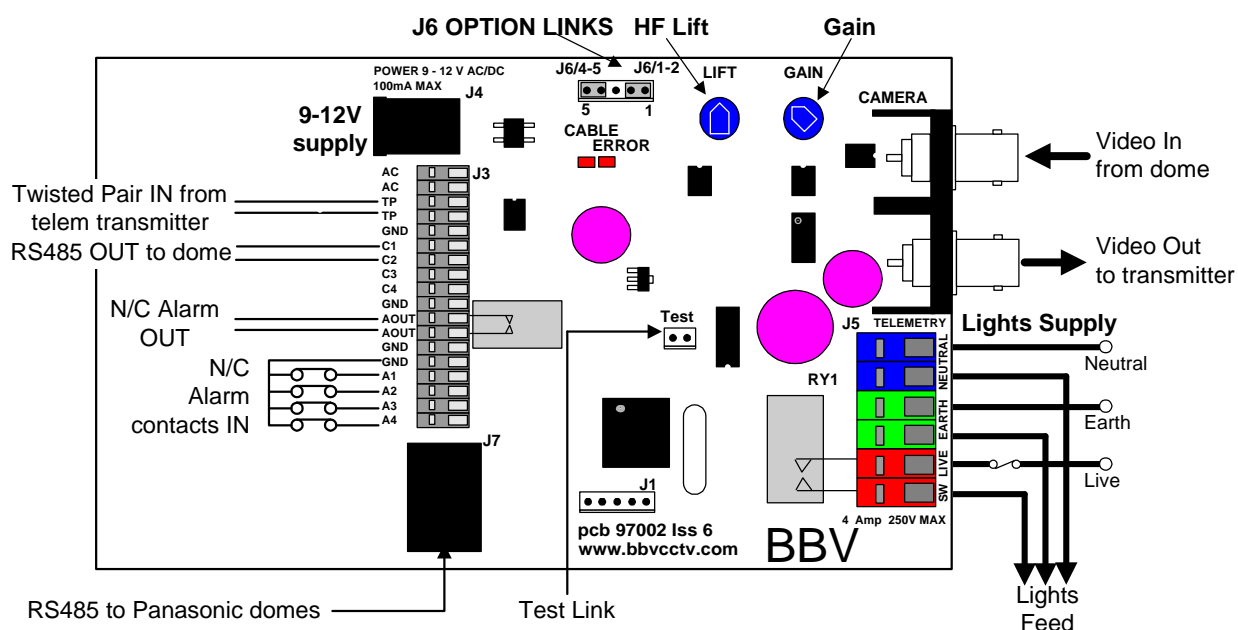 J6 OPTION LINKS HF Lift Gain
POWER 9 - 12 V AC/DC
100mA MAX
J4
J6/4-5 J6/1-2
5 1
LIFT GAIN
CAMERA
9-12V
supply
CABLE
ERROR
Video In
from dome
Video Out
to transmitter
J3
AC
AC
TP
TP
GND
C1
C2
C3
C4
GND
AOUT
AOUT
GND
GND
A1
A2
A3
A4
Twisted Pair IN from
telem transmitter
RS485 OUT to dome
N/C Alarm
OUT
N/C
Alarm
contacts IN
Test
J5
TELEMETRY
Lights Supply
RY1
NEUTRAL
NEUTRAL
EARTH
EARTH
LIVE
SW
Neutral
Earth
Live
4 Amp 250V MAX
J7
J1
pcb 97002 Iss 6
www.bbvcctv.com
BBV
RS485 to Panasonic domes
Test Link
Lights
Feed